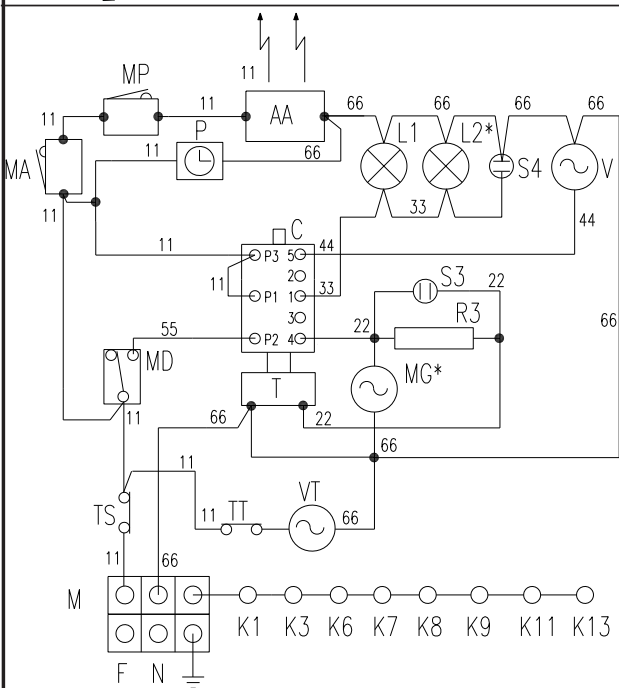 MP
11
11
11
AA
66
66
66
66
P
L1
L2*
11
66
MA
S4
V
11
33
44
C
11
P3
5
44
2
S3
22
11
P1
1
33
R3
3
66
55
P2
4
22
MD
MG*
T
11
66
22
66
11
VT
TS
11
TT
66
11
66
M
K1 K3 K6 K7 K8 K9 K11 K13
F N